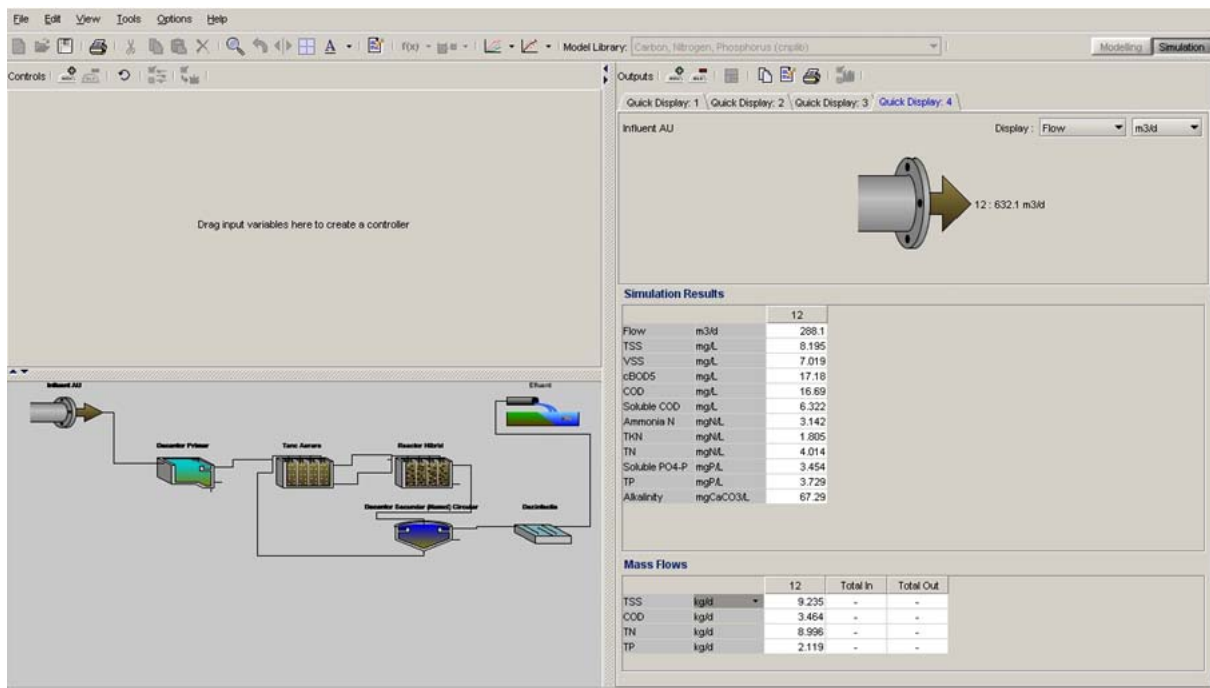 File Edit View Tools Options Help
Model Library: Carbon, Nitrogen, Phosphorus (cnplib)
Modelling Simulation
Controls
Outputs
Drag input variables here to create a controller
Quick Display: 1 Quick Display: 2 Quick Display: 3 Quick Display: 4
Influent AU
Display: Flow m3/d
12 : 632.1 m3/d
Simulation Results
12
Flow m3/d 288.1
TSS mg/L 8.195
VSS mg/L 7.019
cBOD5 mg/L 17.18
COD mg/L 16.69
Soluble COD mg/L 6.322
Ammonia N mgN/L 3.142
TKN mgN/L 1.805
TN mgN/L 4.014
Soluble PO4-P mgP/L 3.454
TP mgP/L 3.729
Alkalinity mgCaCO3/L 67.29
Mass Flows
12 Total In Total Out
TSS kg/d 9.235 - -
COD kg/d 3.464 - -
TN kg/d 8.996 - -
TP kg/d 2.119 - -
Influent AU
Efluent
Decantor Primar
Tanc Aerare
Reactor Hibrid
Decantor Secundar (Namol) Circular
Dezinfectie